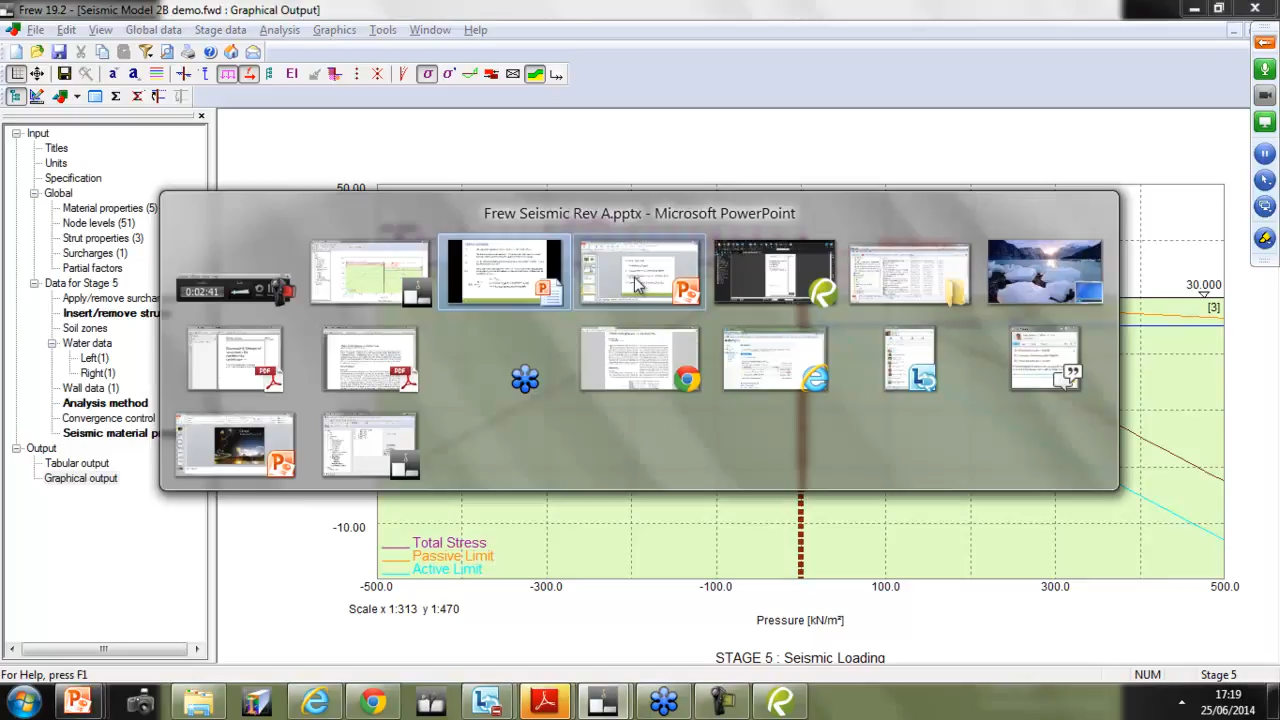 Frew 19.2 - [Seismic Model 2B demo.fwd : Graphical Output]
File Edit View Global data Stage data Analysis Graphics Tools Window Help
Input
Titles
Units
Specification
Global
Material properties (5)
Node levels (51)
Strut properties (3)
Surcharges (1)
Partial factors
Data for Stage 5
Apply/remove surcha
Insert/remove stru
Soil zones
Water data
Left(1)
Right(1)
Wall data (1)
Analysis method
Convergence control
Seismic material p
Output
Tabular output
Graphical output
50.00
Frew Seismic Rev A.pptx - Microsoft PowerPoint
0:02:41
30.000
[3]
-10.00
Total Stress
Passive Limit
Active Limit
-500.0 -300.0 -100.0 100.0 300.0 500.0
Scale x 1:313 y 1:470
Pressure [kN/m²]
STAGE 5 : Seismic Loading
For Help, press F1
NUM
Stage 5
17:19
25/06/2014